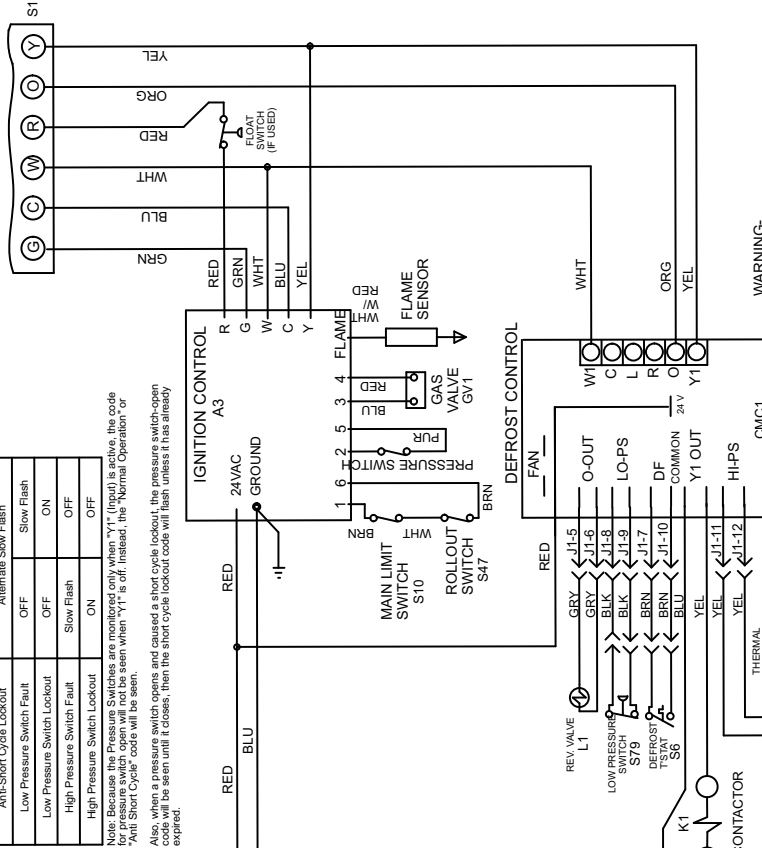 S1
Y
O
R
W
C
G
YEL
ORG
RED
WHT
BLU
GRN
FLOAT
SWITCH
(IF USED)
RED
GRN
WHT
BLU
YEL
WHT
ORG
YEL
WARNING-
Anti-Short Cycle Lockout
Alternate Slow Flash
Low Pressure Switch Fault
OFF
Slow Flash
Low Pressure Switch Lockout
OFF
ON
High Pressure Switch Fault
Slow Flash
OFF
High Pressure Switch Lockout
ON
OFF
Note: Because the Pressure Switches are monitored only when "Y1" (Input) is active, the code
for pressure switch open will not be seen when "Y1" is off. Instead, the "Normal Operation" or
"Anti Short Cycle" code will be seen.
Also, when a pressure switch opens and caused a short cycle lockout, the pressure switch-open
code will be seen until it closes, then the short cycle lockout code will flash unless it has already
expired.
IGNITION CONTROL
A3
R
G
W
C
Y
24VAC
GROUND
1
6
2
5
3
4
FLAME
WHT
W/
RED
FLAME
SENSOR
BLU
RED
GAS
VALVE
GV1
PUR
PRESSURE SWITCH
BRN
WHT
BRN
MAIN LIMIT
SWITCH
S10
ROLLOUT
SWITCH
S47
RED
BLU
RED
RED
DEFROST CONTROL
FAN
W1
C
L
R
O
Y1
24 V
CMC1
O-OUT
LO-PS
DF
COMMON
Y1 OUT
HI-PS
J1-5
J1-6
J1-8
J1-9
J1-7
J1-10
J1-11
J1-12
GRY
GRY
BLK
BLK
BRN
BRN
BLU
YEL
YEL
YEL
REV. VALVE
L1
LOW PRESSURE
SWITCH
S79
DEFROST
T'STAT
S6
THERMAL
K1
CONTACTOR